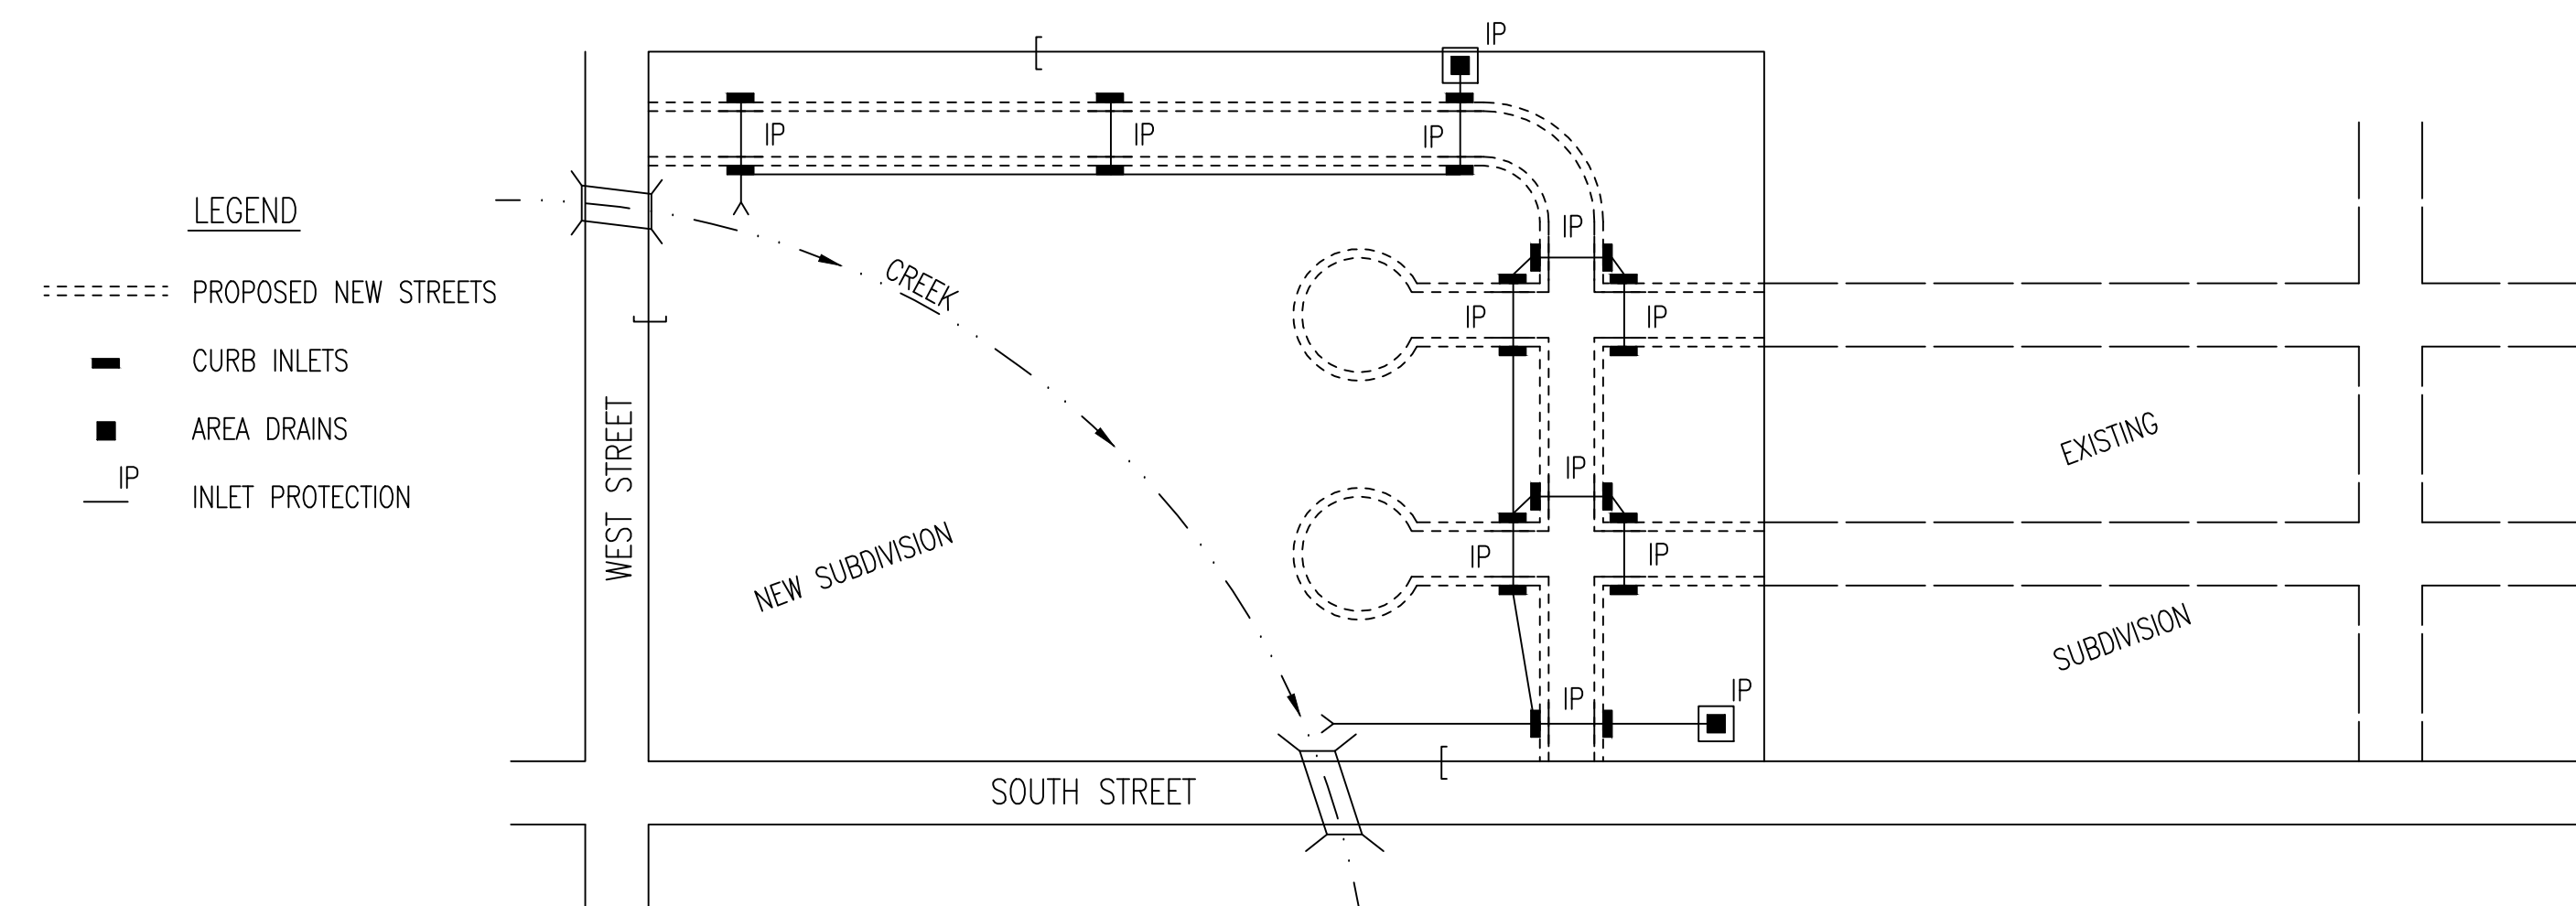 LEGEND
PROPOSED NEW STREETS
CURB INLETS
AREA DRAINS
IP
INLET PROTECTION
WEST STREET
IP
IP
IP
IP
CREEK
IP
IP
IP
NEW SUBDIVISION
IP
IP
IP
IP
IP
SOUTH STREET
EXISTING
SUBDIVISION